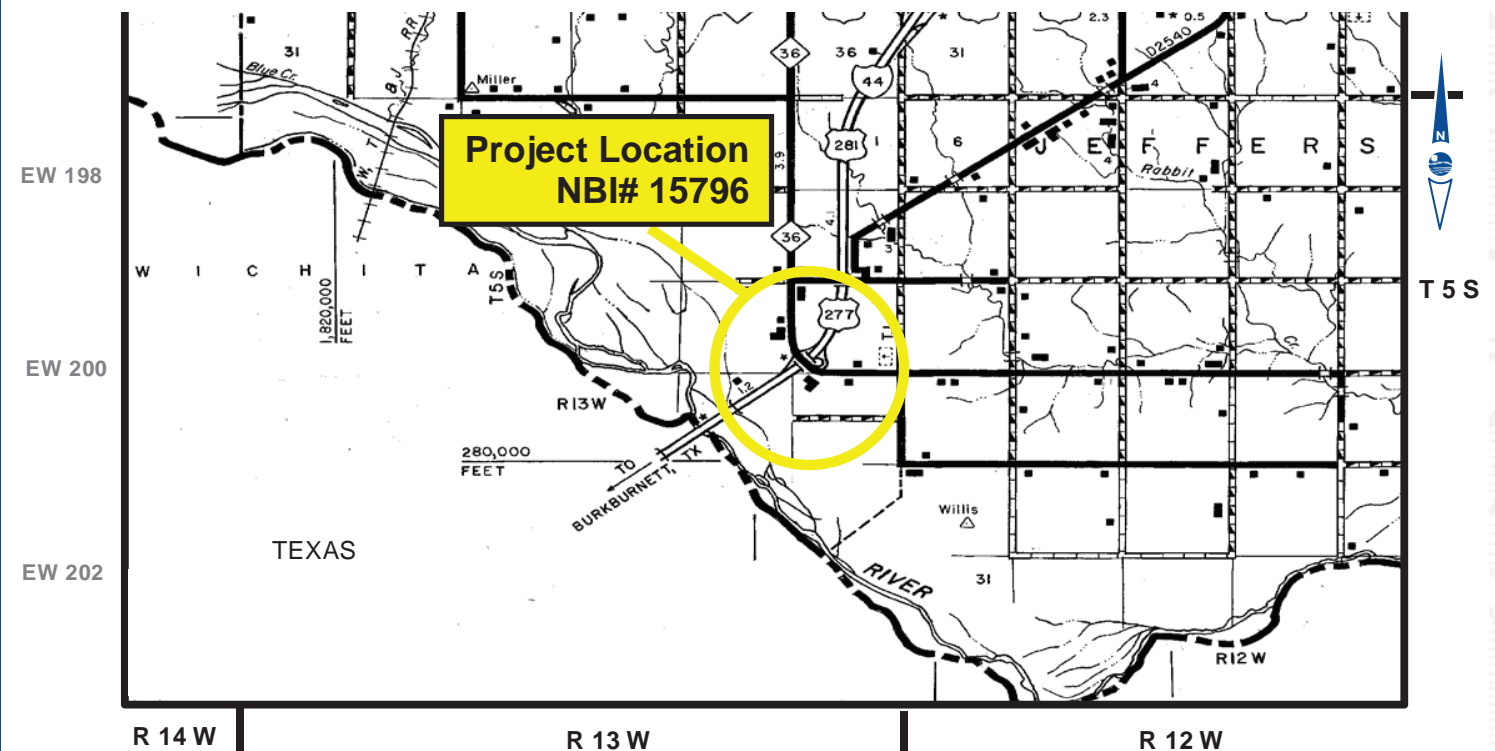 2.3
* 0.5
31
36
36
31
D2540
B J R.R.
Blue Cr.
Miller
44
4
W. T.
Project Location
NBI# 15796
3.9
281
1
6
J E F F E R S
4
EW 198
N
Rabbit
4.1
36
3
W I C H I T A
T5S
T 5 S
1,820,000
FEET
277
EW 200
Cr.
1.2
R13W
280,000
FEET
TO
BURKBURNETT, TX
Willis
TEXAS
EW 202
RIVER
31
R12W
R 14 W
R 13 W
R 12 W